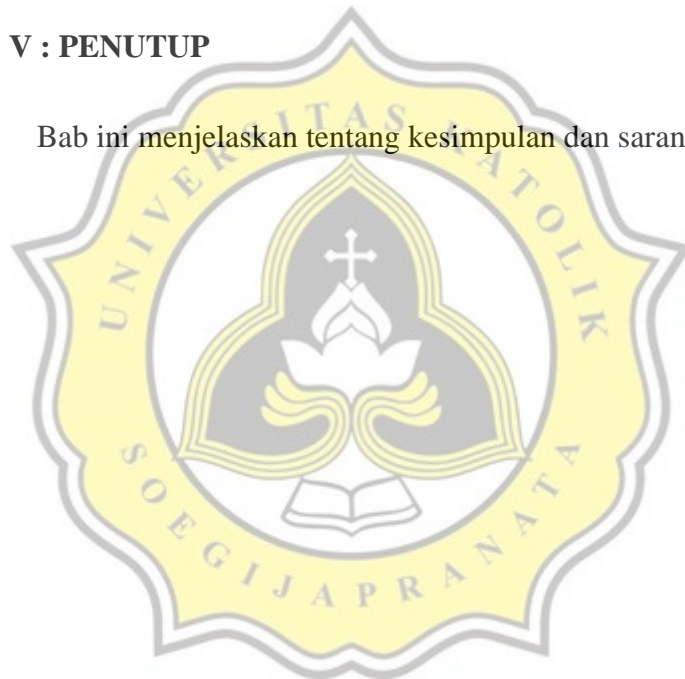 V : PENUTUP
Bab ini menjelaskan tentang kesimpulan dan saran
UNIVERSITAS KATOLIK
SOEGIJAPRANATA